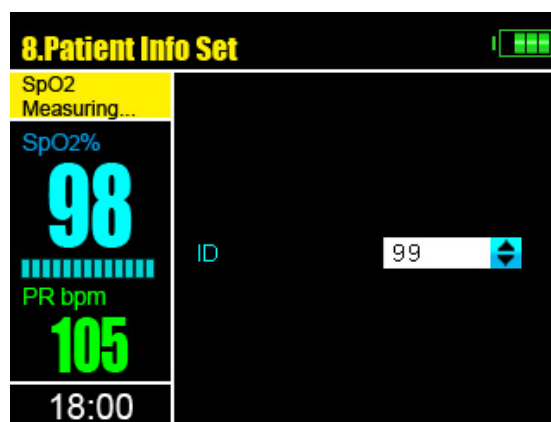 8.Patient Info Set
SpO2
Measuring...
SpO2%
98
PR bpm
105
18:00
ID 99